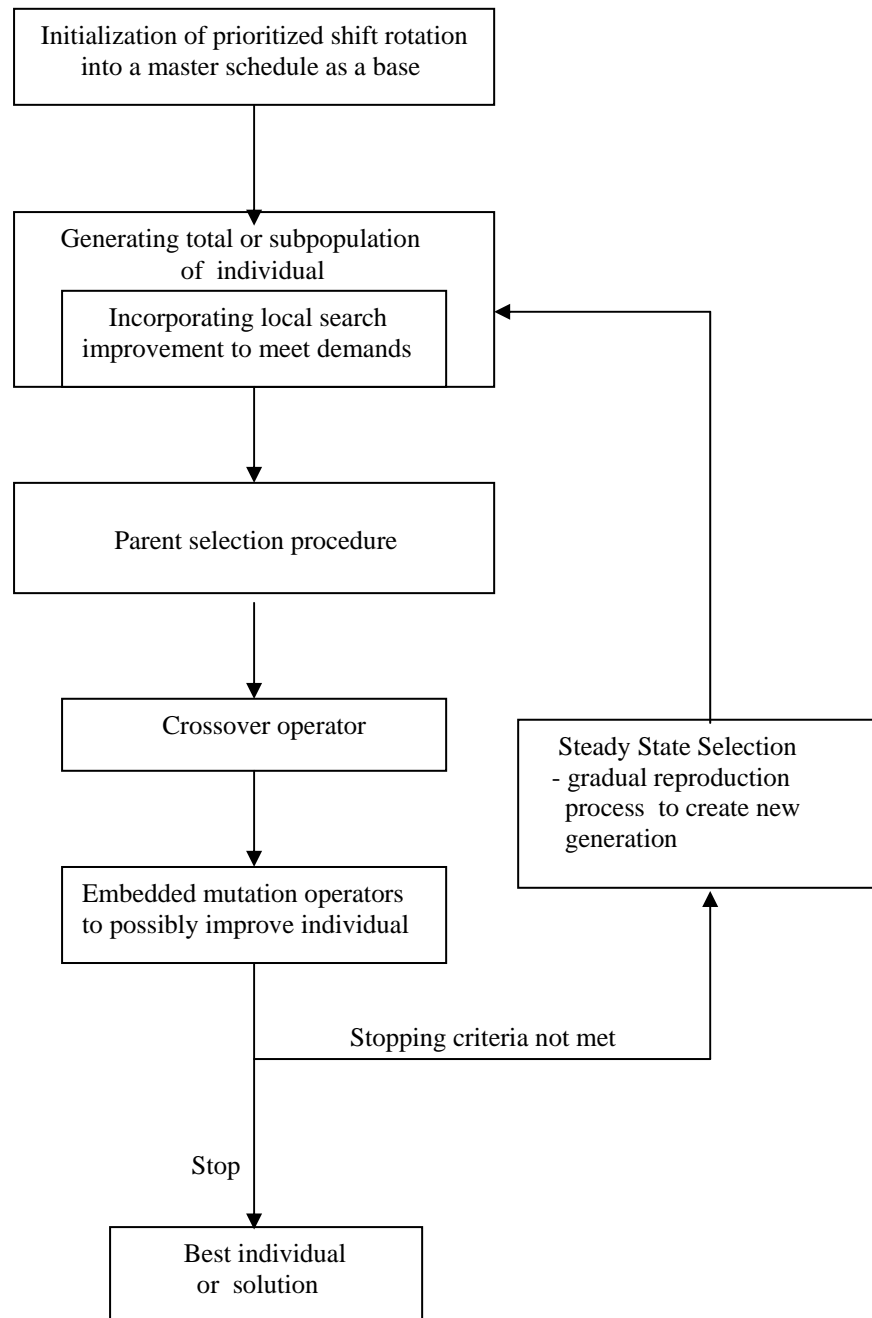 Initialization of prioritized shift rotation
into a master schedule as a base
Generating total or subpopulation
of individual
Incorporating local search
improvement to meet demands
Parent selection procedure
Crossover operator
Steady State Selection
- gradual reproduction
process to create new
generation
Embedded mutation operators
to possibly improve individual
Stopping criteria not met
Stop
Best individual
or solution